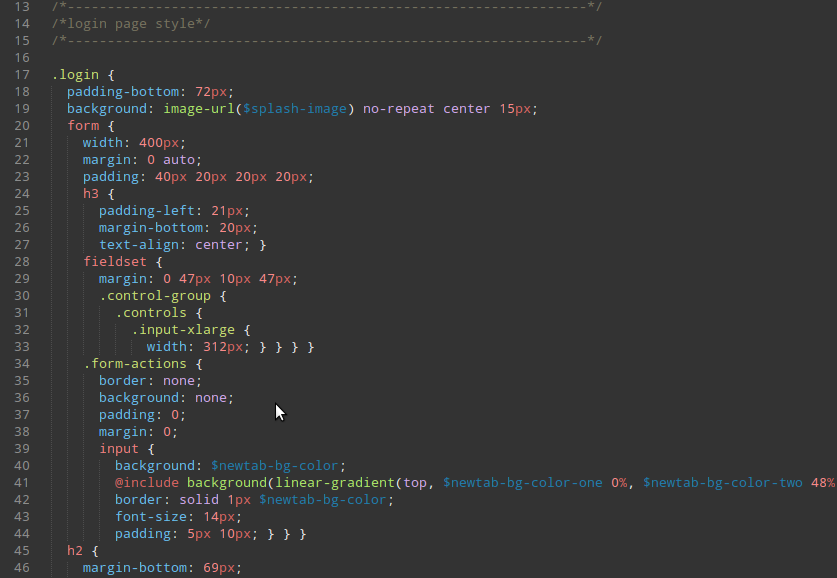 13 /*-----------------------------------------------------------------*/
14 /*login page style*/
15 /*-----------------------------------------------------------------*/
16
17 .login {
18   padding-bottom: 72px;
19   background: image-url($splash-image) no-repeat center 15px;
20   form {
21     width: 400px;
22     margin: 0 auto;
23     padding: 40px 20px 20px 20px;
24     h3 {
25       padding-left: 21px;
26       margin-bottom: 20px;
27       text-align: center; }
28     fieldset {
29       margin: 0 47px 10px 47px;
30       .control-group {
31         .controls {
32           .input-xlarge {
33             width: 312px; } } } }
34     .form-actions {
35       border: none;
36       background: none;
37       padding: 0;
38       margin: 0;
39       input {
40         background: $newtab-bg-color;
41         @include background(linear-gradient(top, $newtab-bg-color-one 0%, $newtab-bg-color-two 48%
42         border: solid 1px $newtab-bg-color;
43         font-size: 14px;
44         padding: 5px 10px; } } }
45   h2 {
46     margin-bottom: 69px;